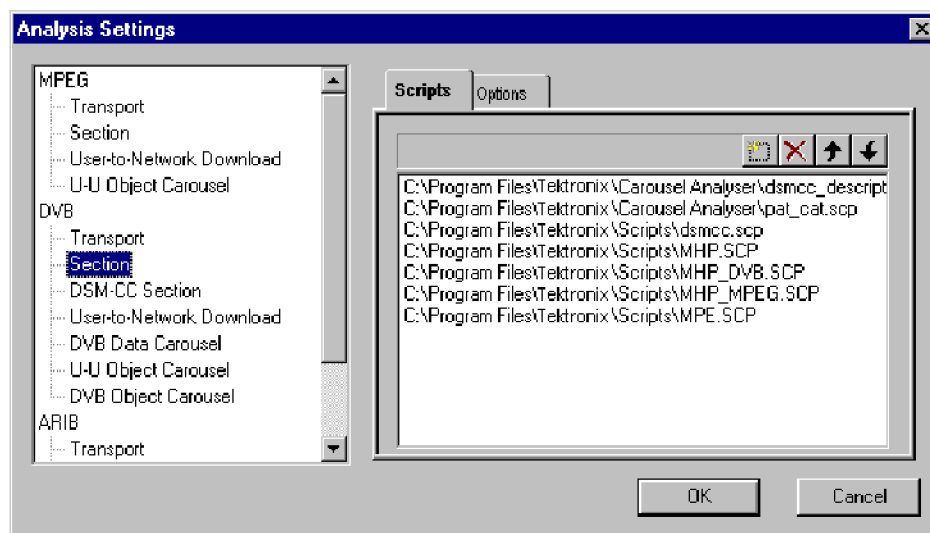 Analysis Settings
MPEG
Transport
Section
User-to-Network Download
U-U Object Carousel
DVB
Transport
Section
DSM-CC Section
User-to-Network Download
DVB Data Carousel
U-U Object Carousel
DVB Object Carousel
ARIB
Transport
Scripts
Options
C:\Program Files\Tektronix\Carousel Analyser\dsmcc_descript
C:\Program Files\Tektronix\Carousel Analyser\pat_cat.scp
C:\Program Files\Tektronix\Scripts\dsmcc.scp
C:\Program Files\Tektronix\Scripts\MHP.SCP
C:\Program Files\Tektronix\Scripts\MHP_DVB.SCP
C:\Program Files\Tektronix\Scripts\MHP_MPEG.SCP
C:\Program Files\Tektronix\Scripts\MPE.SCP
OK
Cancel